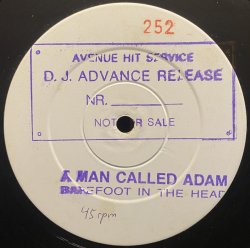 252
AVENUE HIT SERVICE
D.J. ADVANCE RELEASE
NR.
NOT FOR SALE
A MAN CALLED ADAM
BAREFOOT IN THE HEAD
45 rpm